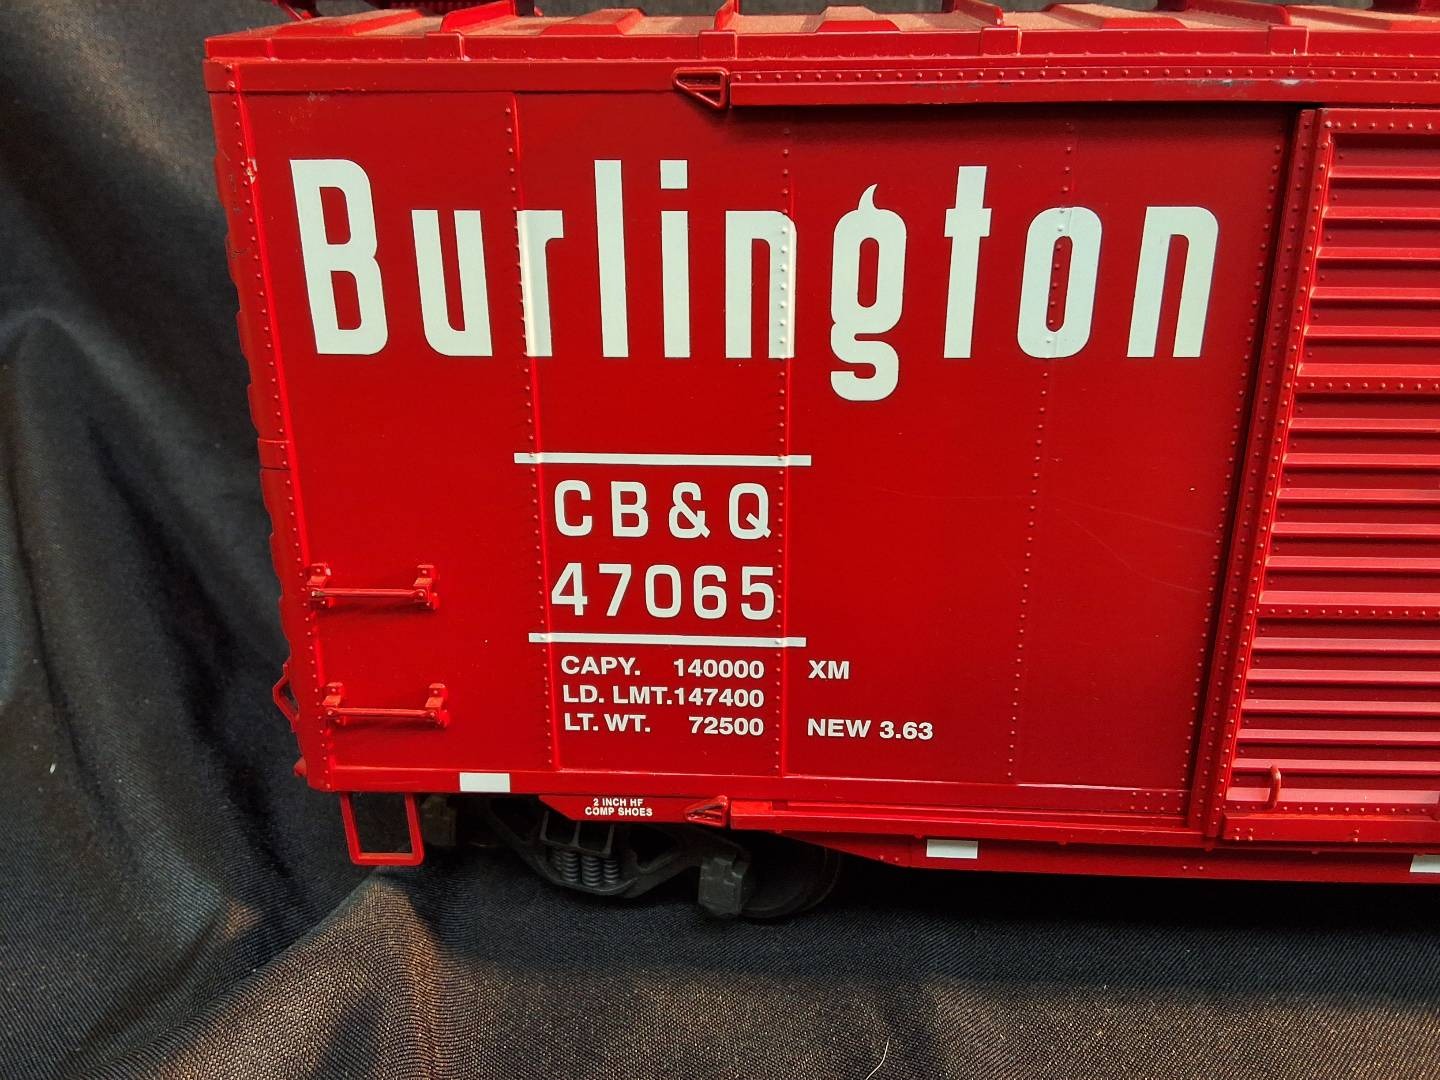 Burlington
CB&Q
47065
CAPY. 140000 XM
LD. LMT.147400
LT. WT. 72500 NEW 3.63
2 INCH HF
COMP SHOES